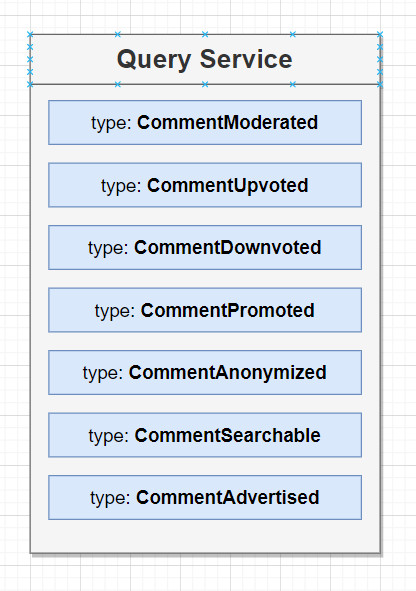 Query Service
type: CommentModerated
type: CommentUpvoted
type: CommentDownvoted
type: CommentPromoted
type: CommentAnonymized
type: CommentSearchable
type: CommentAdvertised